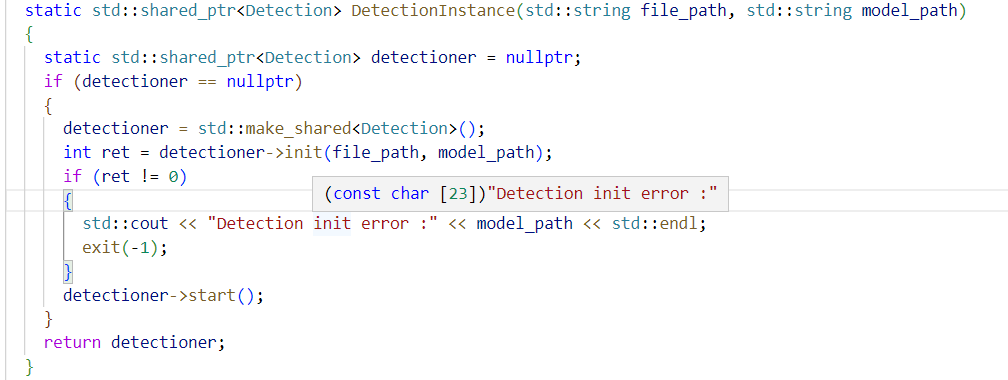 static std::shared_ptr<Detection> DetectionInstance(std::string file_path, std::string model_path)
{
static std::shared_ptr<Detection> detectioner = nullptr;
if (detectioner == nullptr)
{
detectioner = std::make_shared<Detection>();
int ret = detectioner->init(file_path, model_path);
if (ret != 0)
(const char [23])"Detection init error :"
{
std::cout << "Detection init error :" << model_path << std::endl;
exit(-1);
}
detectioner->start();
}
return detectioner;
}